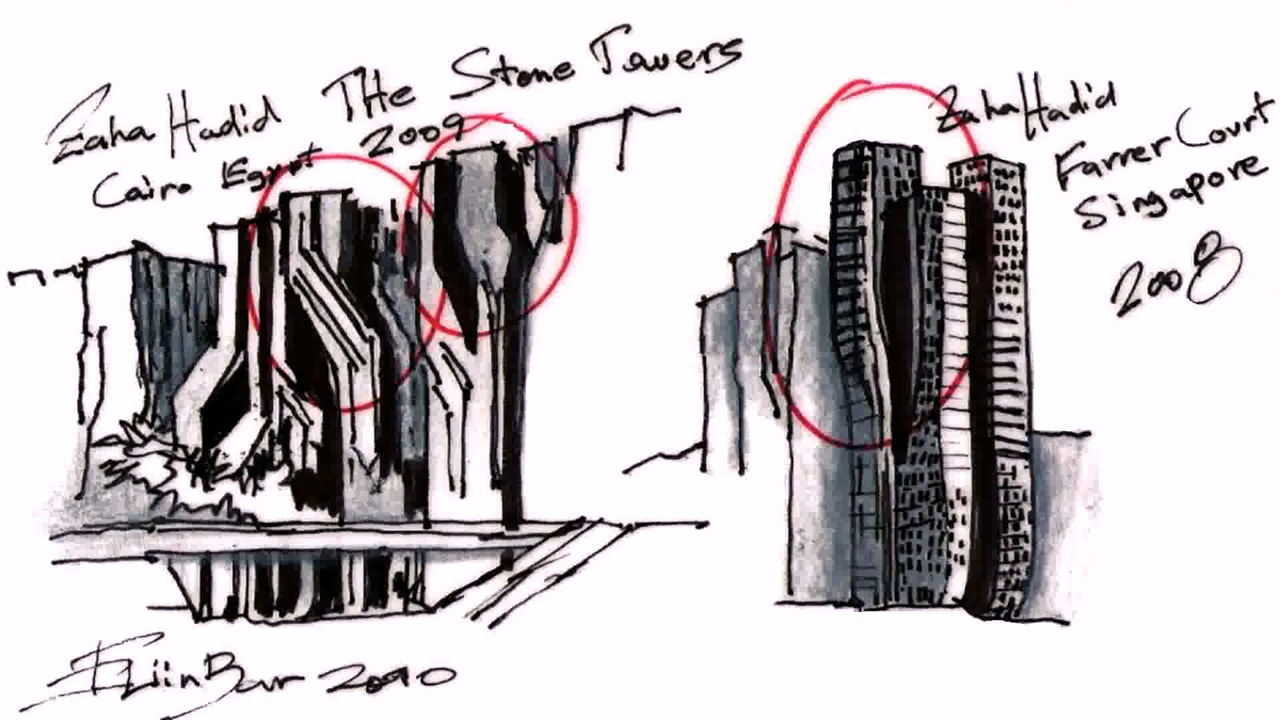 Zaha Hadid THe Stone Towers
Cairo Egypt 2009
Zaha Hadid
Farrer Court
Singapore
2008
2010